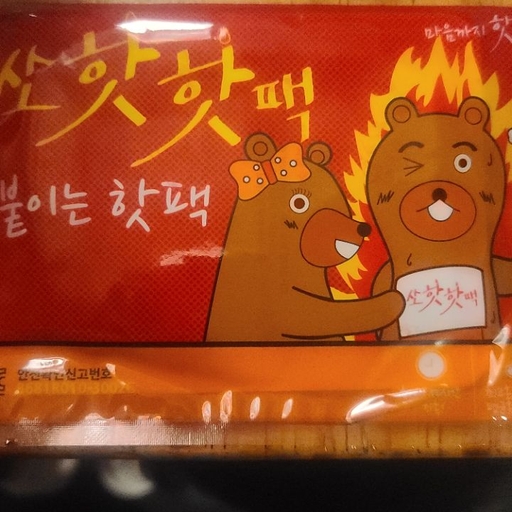 마음까지 핫
쏘핫핫팩
붙이는 핫팩
쏘핫핫팩
안전확인신고번호